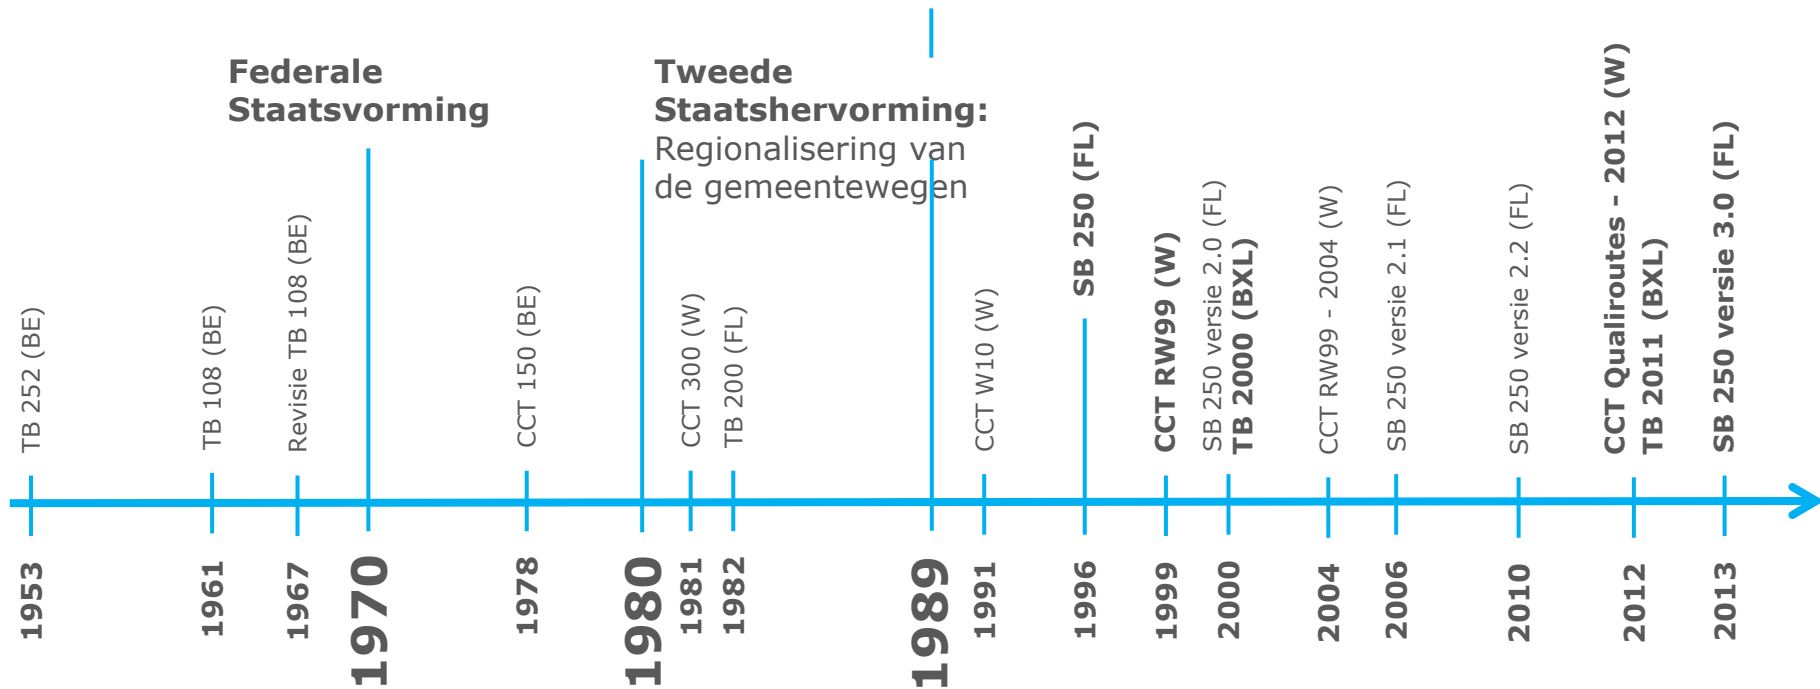 Federale
Staatsvorming
Tweede
Staatshervorming:
Regionalisering van
de gemeentewegen
TB 252 (BE)
TB 108 (BE)
Revisie TB 108 (BE)
CCT 150 (BE)
CCT 300 (W)
TB 200 (FL)
CCT W10 (W)
SB 250 (FL)
CCT RW99 (W)
SB 250 versie 2.0 (FL)
TB 2000 (BXL)
CCT RW99 - 2004 (W)
SB 250 versie 2.1 (FL)
SB 250 versie 2.2 (FL)
CCT Qualiroutes - 2012 (W)
TB 2011 (BXL)
SB 250 versie 3.0 (FL)
1953
1961
1967
1970
1978
1980
1981
1982
1989
1991
1996
1999
2000
2004
2006
2010
2012
2013